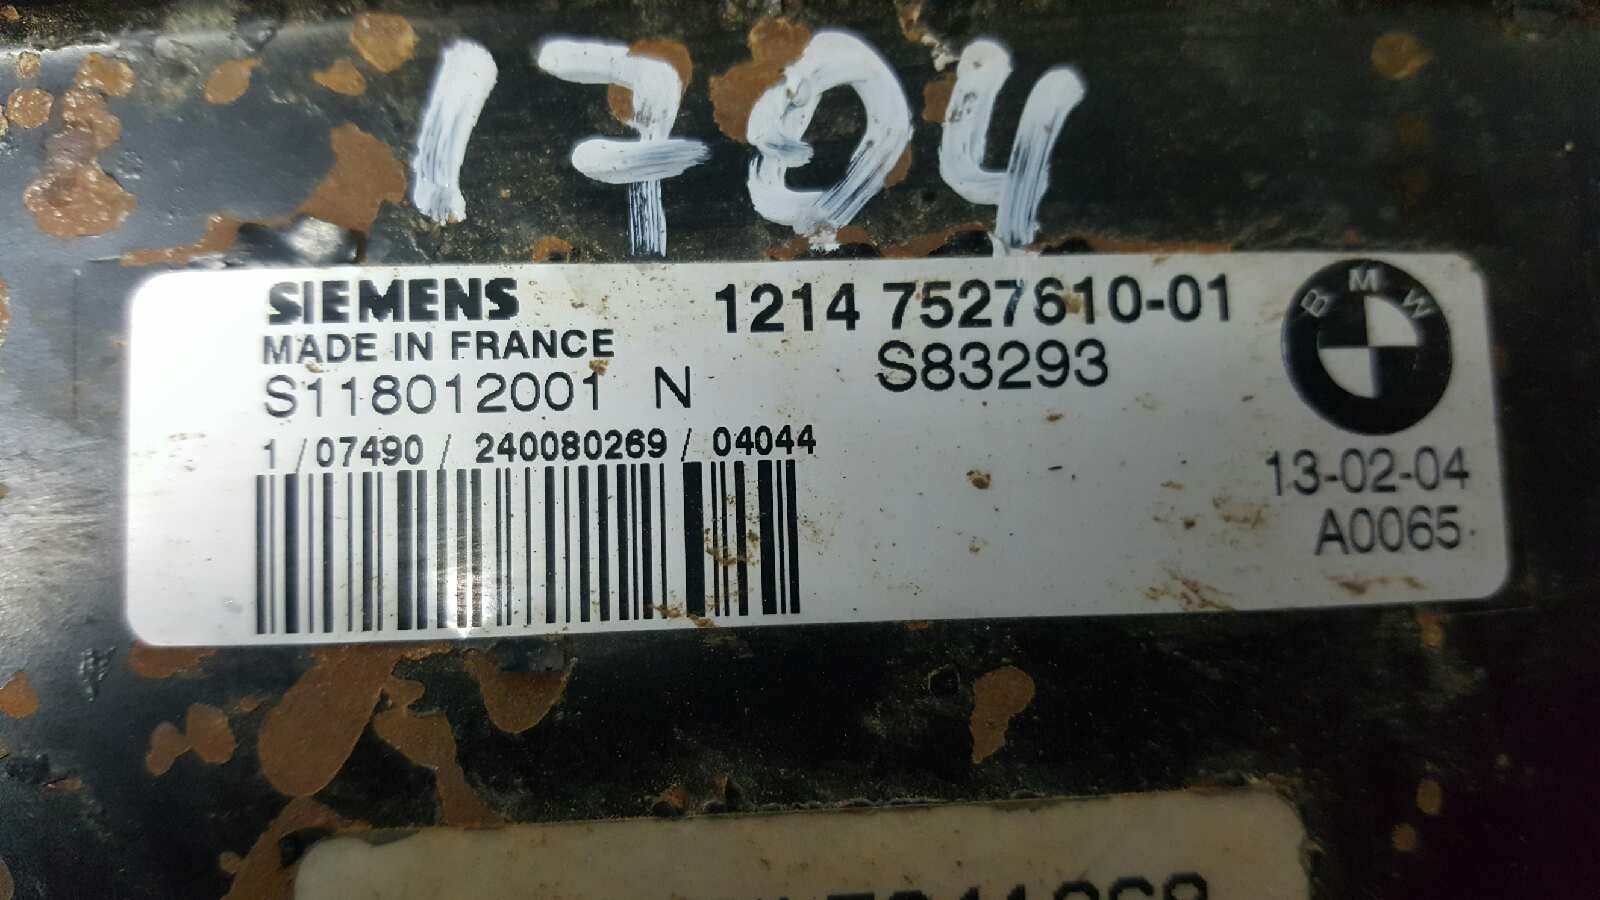 1704
SIEMENS 1214 7527610-01
MADE IN FRANCE S83293
S118012001 N
1 / 07490 / 240080269 / 04044
BMW
13-02-04
A0065